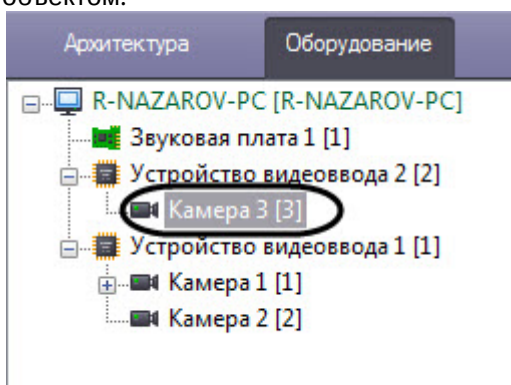 объектом.
Архитектура Оборудование
R-NAZAROV-PC [R-NAZAROV-PC]
Звуковая плата 1 [1]
Устройство видеоввода 2 [2]
Камера 3 [3]
Устройство видеоввода 1 [1]
Камера 1 [1]
Камера 2 [2]